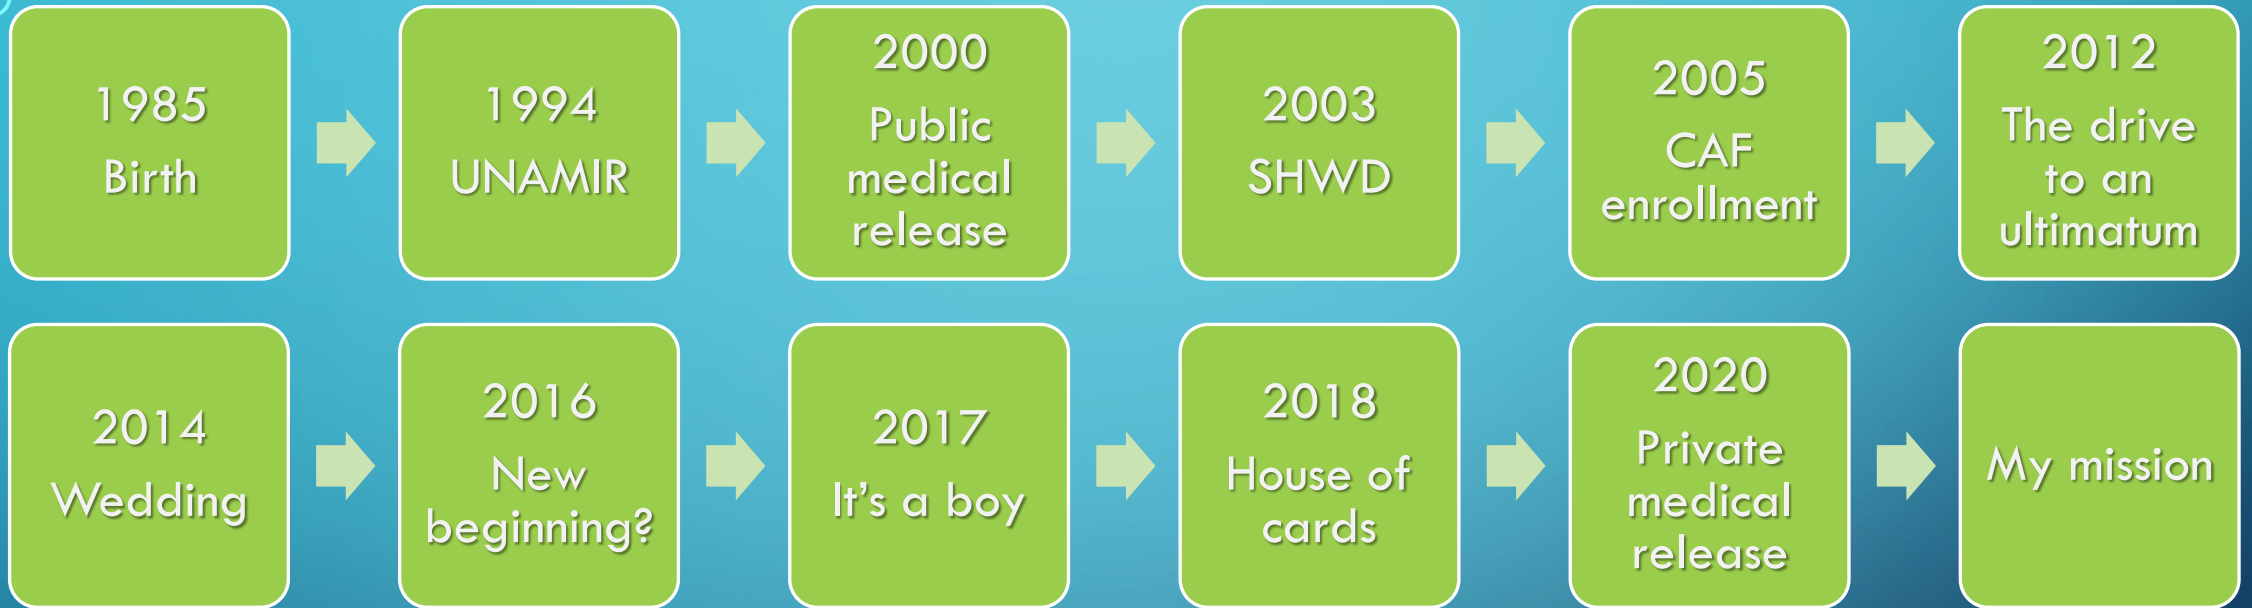 1985
Birth
1994
UNAMIR
2000
Public
medical
release
2003
SHWD
2005
CAF
enrollment
2012
The drive
to an
ultimatum
2014
Wedding
2016
New
beginning?
2017
It’s a boy
2018
House of
cards
2020
Private
medical
release
My mission